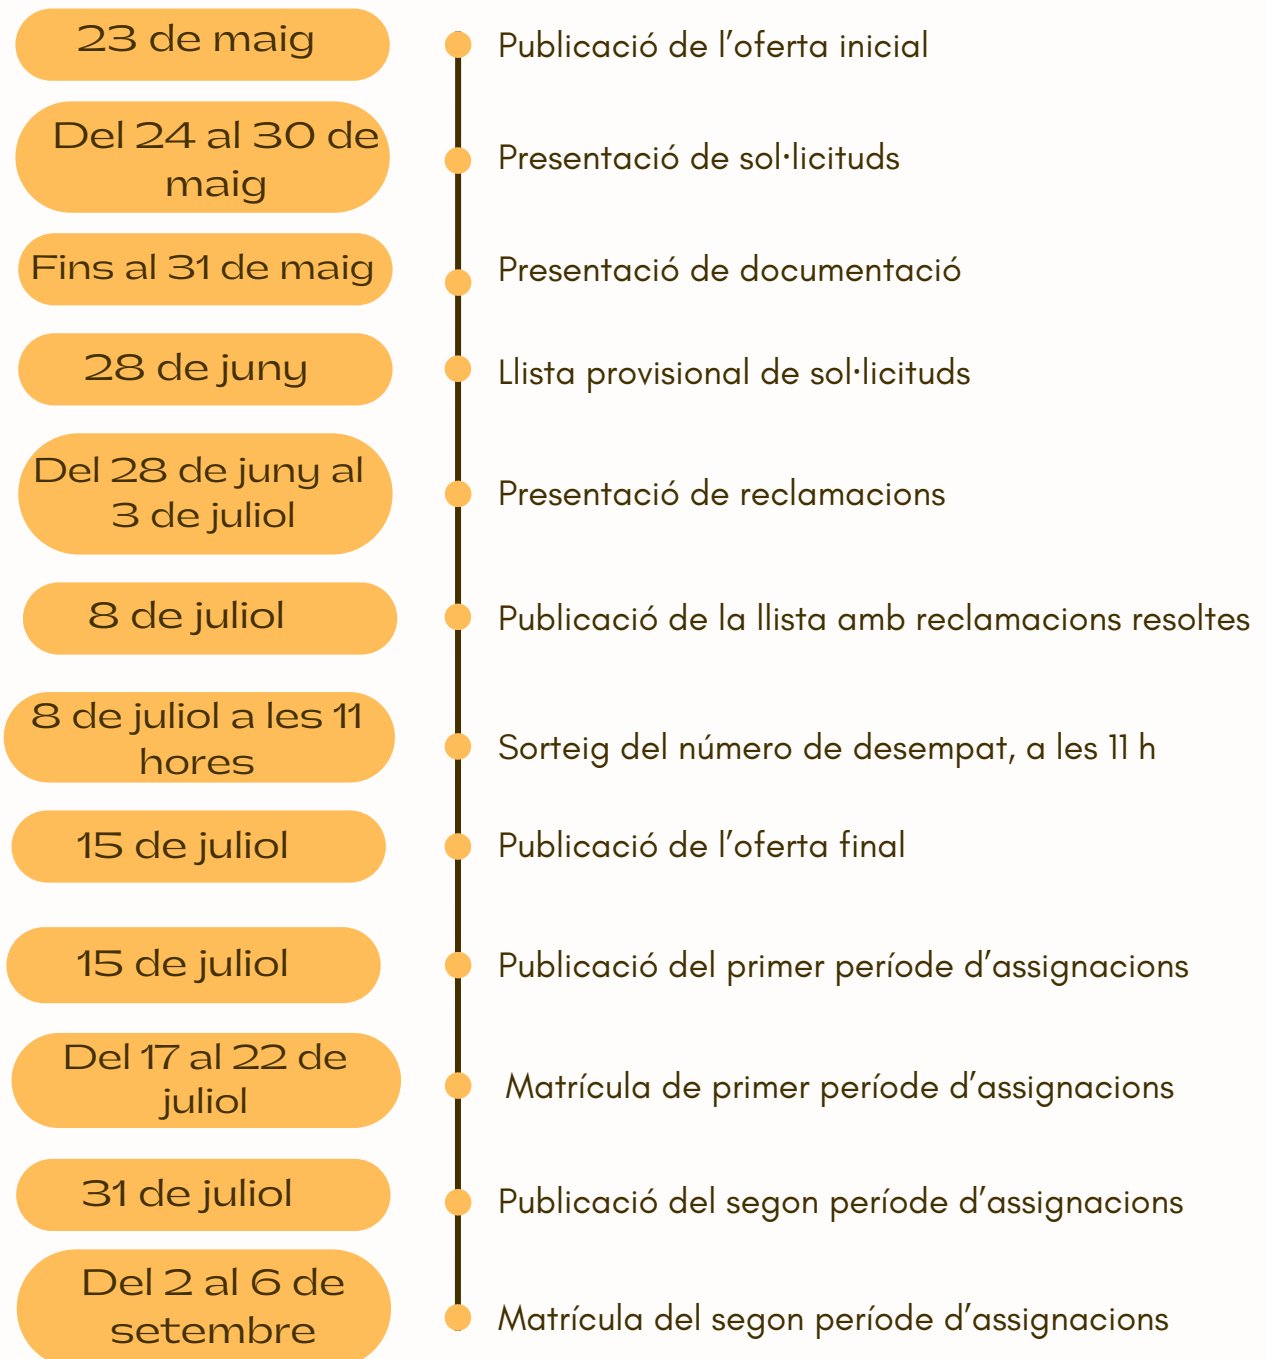 23 de maig
Publicació de l’oferta inicial
Del 24 al 30 de
maig
Presentació de sol·licituds
Fins al 31 de maig
Presentació de documentació
28 de juny
Llista provisional de sol·licituds
Del 28 de juny al
3 de juliol
Presentació de reclamacions
8 de juliol
Publicació de la llista amb reclamacions resoltes
8 de juliol a les 11
hores
Sorteig del número de desempat, a les 11 h
15 de juliol
Publicació de l’oferta final
15 de juliol
Publicació del primer període d’assignacions
Del 17 al 22 de
juliol
Matrícula de primer període d’assignacions
31 de juliol
Publicació del segon període d’assignacions
Del 2 al 6 de
setembre
Matrícula del segon període d’assignacions